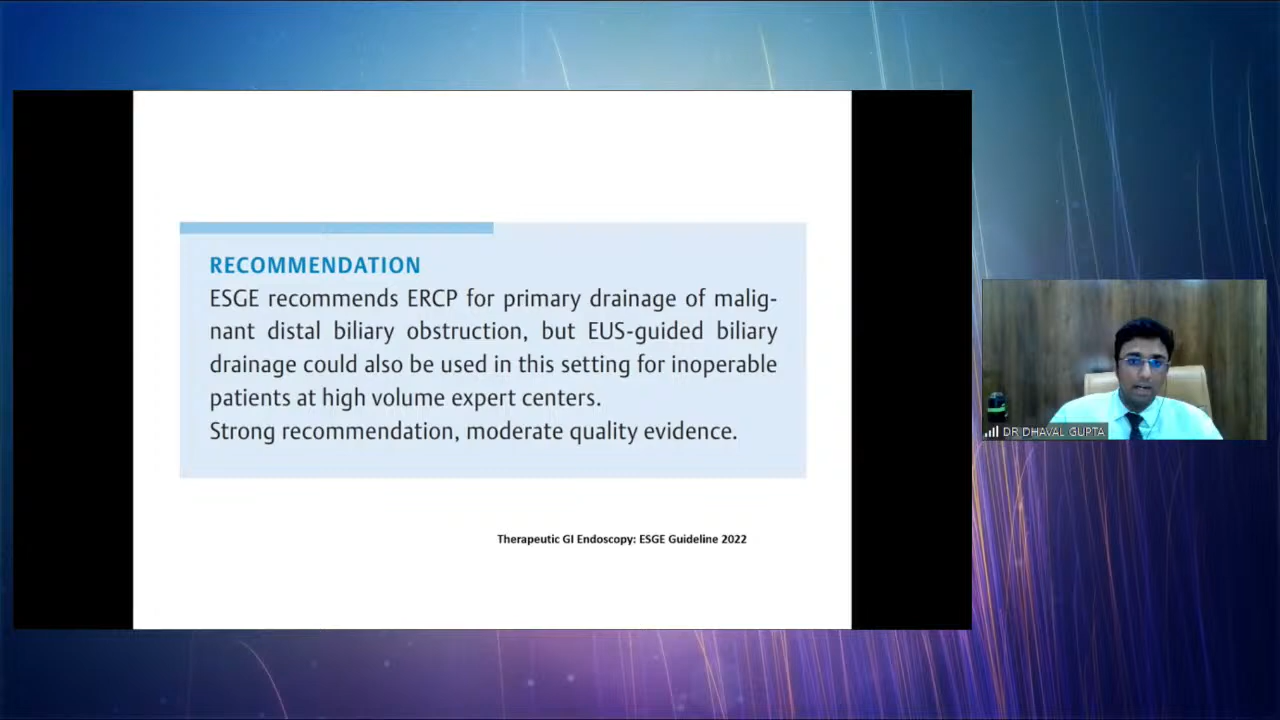 RECOMMENDATION
ESGE recommends ERCP for primary drainage of malig-
nant distal biliary obstruction, but EUS-guided biliary
drainage could also be used in this setting for inoperable
patients at high volume expert centers.
Strong recommendation, moderate quality evidence.
Therapeutic GI Endoscopy: ESGE Guideline 2022
DR DHAVAL GUPTA